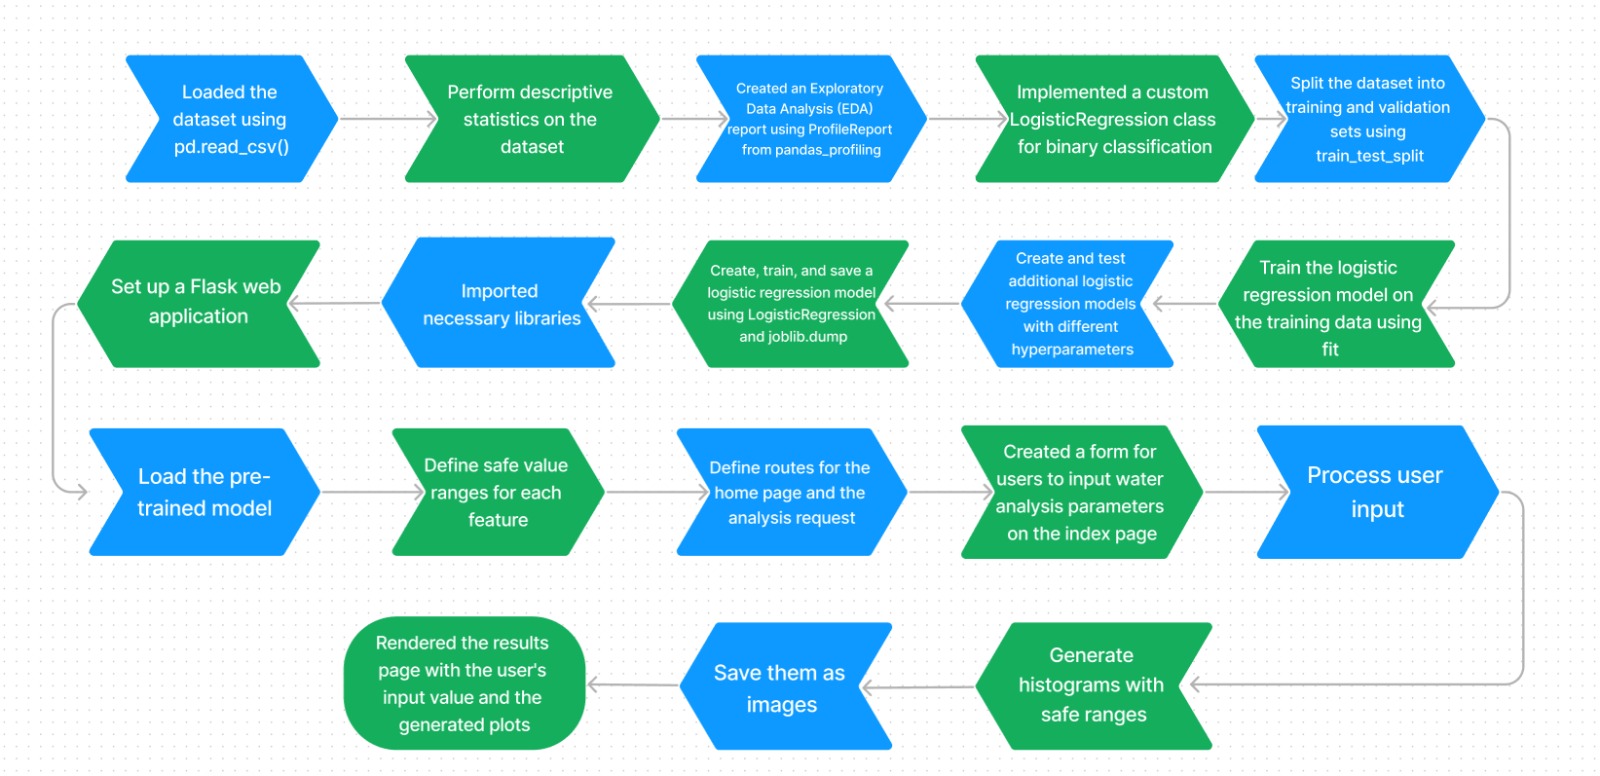 Loaded the
dataset using
pd.read_csv()
Perform descriptive
statistics on the
dataset
Created an Exploratory
Data Analysis (EDA)
report using ProfileReport
from pandas_profiling
Implemented a custom
LogisticRegression class
for binary classification
Split the dataset into
training and validation
sets using
train_test_split
Train the logistic
regression model on
the training data using
fit
Create and test
additional logistic
regression models
with different
hyperparameters
Create, train, and save a
logistic regression model
using LogisticRegression
and joblib.dump
Imported
necessary libraries
Set up a Flask web
application
Load the pre-
trained model
Define safe value
ranges for each
feature
Define routes for the
home page and the
analysis request
Created a form for
users to input water
analysis parameters
on the index page
Process user
input
Generate
histograms with
safe ranges
Save them as
images
Rendered the results
page with the user's
input value and the
generated plots